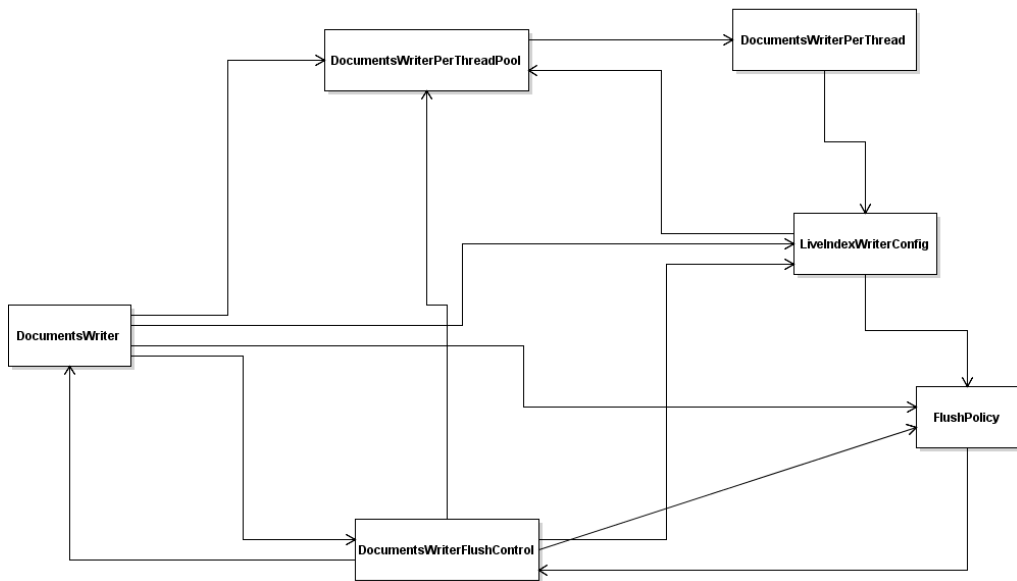 DocumentsWriterPerThreadPool
DocumentsWriterPerThread
LiveIndexWriterConfig
DocumentsWriter
FlushPolicy
DocumentsWriterFlushControl